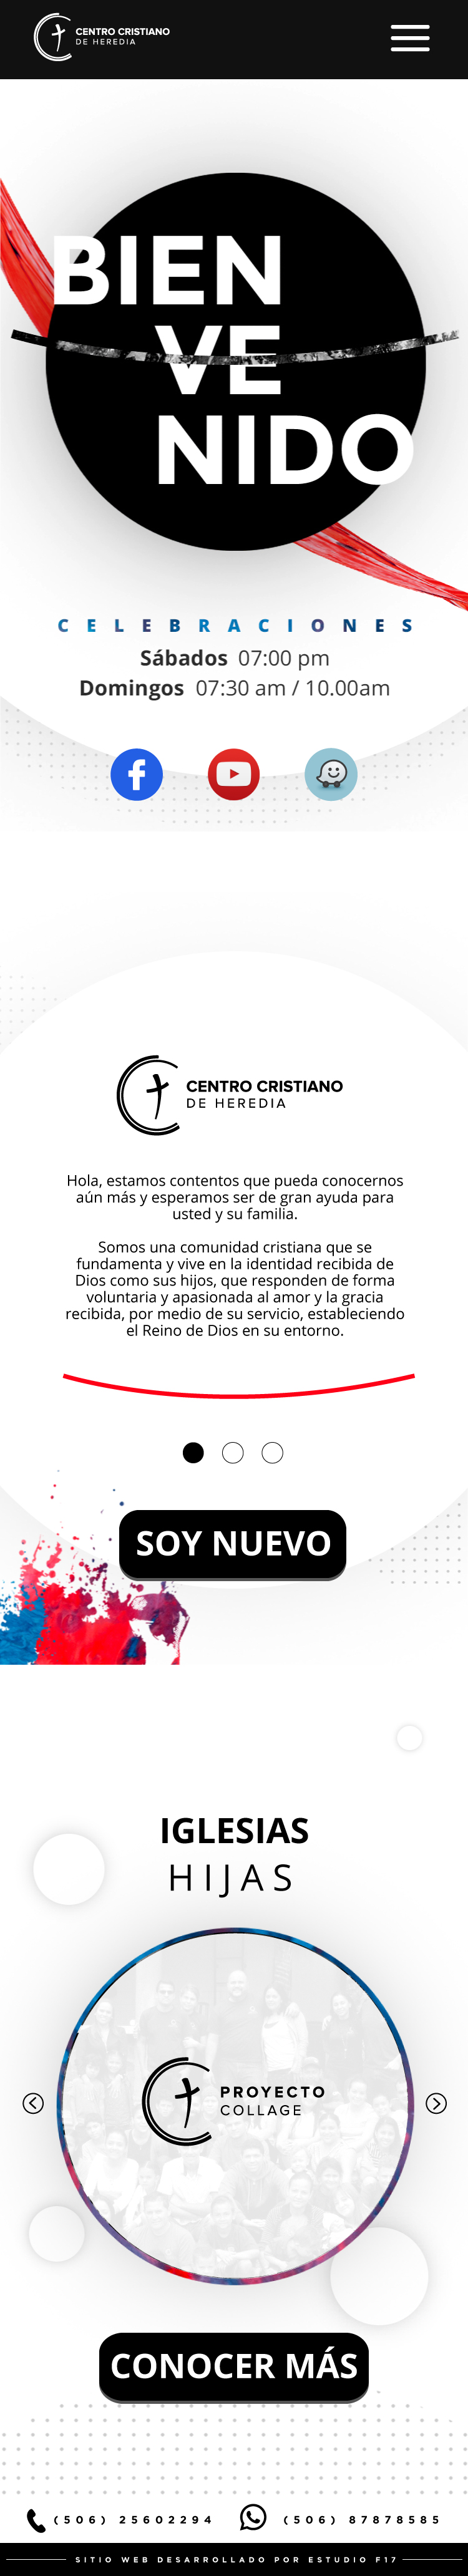 CENTRO CRISTIANO
DE HEREDIA
BIEN
VE
NIDO
CELEBRACIONES
Sábados 07:00 pm
Domingos 07:30 am / 10.00am
CENTRO CRISTIANO
DE HEREDIA
Hola, estamos contentos que pueda conocernos
aún más y esperamos ser de gran ayuda para
usted y su familia.
Somos una comunidad cristiana que se
fundamenta y vive en la identidad recibida de
Dios como sus hijos, que responden de forma
voluntaria y apasionada al amor y la gracia
recibida, por medio de su servicio, estableciendo
el Reino de Dios en su entorno.
SOY NUEVO
IGLESIAS
HIJAS
PROYECTO
COLLAGE
CONOCER MÁS
(506) 25602294 (506) 87878585
SITIO WEB DESARROLLADO POR ESTUDIO F17